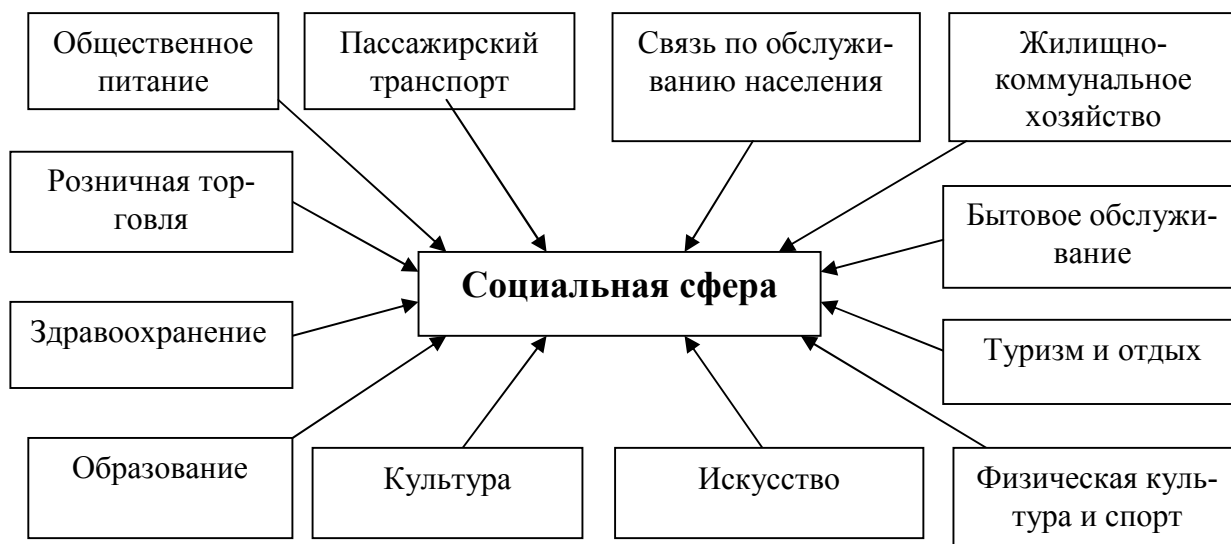 Общественное
питание
Пассажирский
транспорт
Связь по обслужи-
ванию населения
Жилищно-
коммунальное
хозяйство
Розничная тор-
говля
Бытовое обслужи-
вание
Социальная сфера
Здравоохранение
Туризм и отдых
Образование
Культура
Искусство
Физическая куль-
тура и спорт